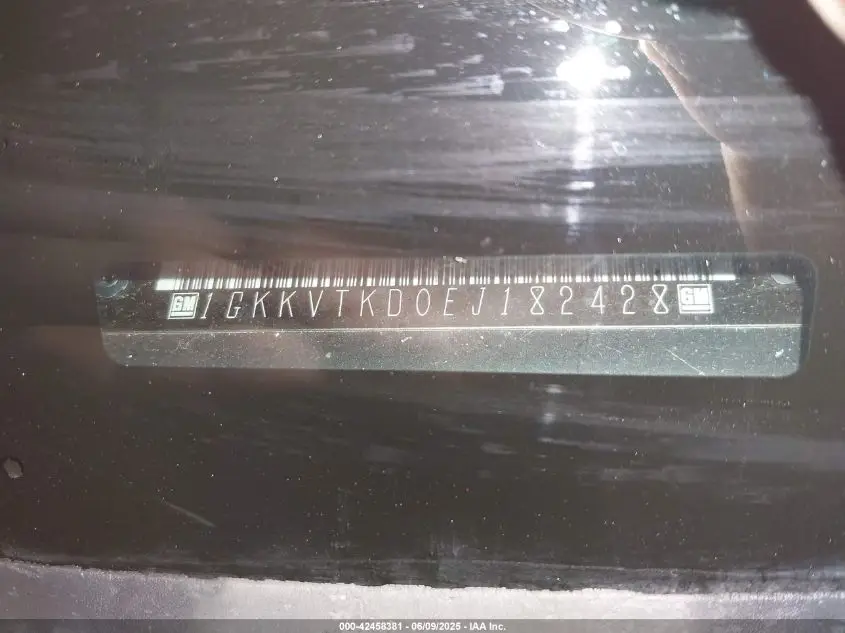 GM 1GKKVTKD0EJ182428 GM
000-42458381 - 06/09/2025 - IAA Inc.